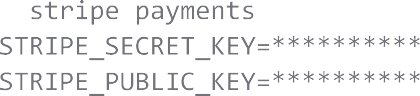 stripe payments
STRIPE_SECRET_KEY=**********
STRIPE_PUBLIC_KEY=**********